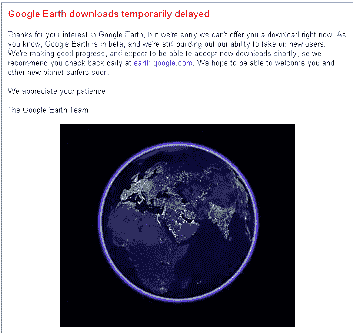 Google Earth downloads temporarily delayed
Thanks for your interest in Google Earth, but we're sorry we can't offer you a download right now. As
you know, Google Earth is in beta, and we're still building out our ability to take on new users.
We're making good progress, and expect to be able to accept new downloads shortly, so we
recommend you check back daily at earth.google.com. We hope to be able to welcome you and
other new planet surfers soon.
We appreciate your patience.
The Google Earth Team